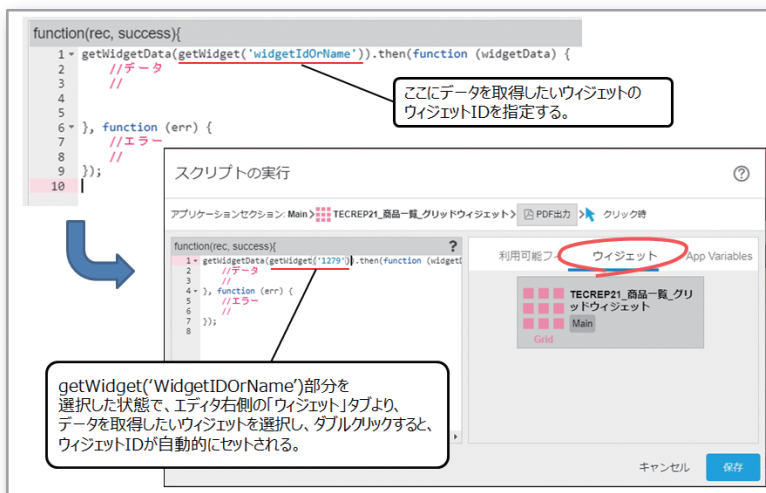 function(rec, success){
1 getWidgetData(getWidget('widgetIdOrName')).then(function (widgetData) {
2 //データ
3 //
4
5
6 }, function (err) {
7 //エラー
8 //
9 });
10
ここにデータを取得したいウィジェットの
ウィジェットIDを指定する。
スクリプトの実行
?
アプリケーションセクション: Main > TECREP21_商品一覧_グリッドウィジェット > PDF出力 > クリック時
function(rec, success){ ?
1 getWidgetData(getWidget('1279')).then(function (widget
2 //データ
3 //
4 }, function (err) {
5 //エラー
6 //
7 });
8
利用可能フィ ウィジェット App Variables
TECREP21_商品一覧_グリ
ッドウィジェット
Main
Grid
getWidget(‘WidgetIDOrName’)部分を
選択した状態で、エディタ右側の「ウィジェット」タブより、
データを取得したいウィジェットを選択し、ダブルクリックすると、
ウィジェットIDが自動的にセットされる。
キャンセル 保存